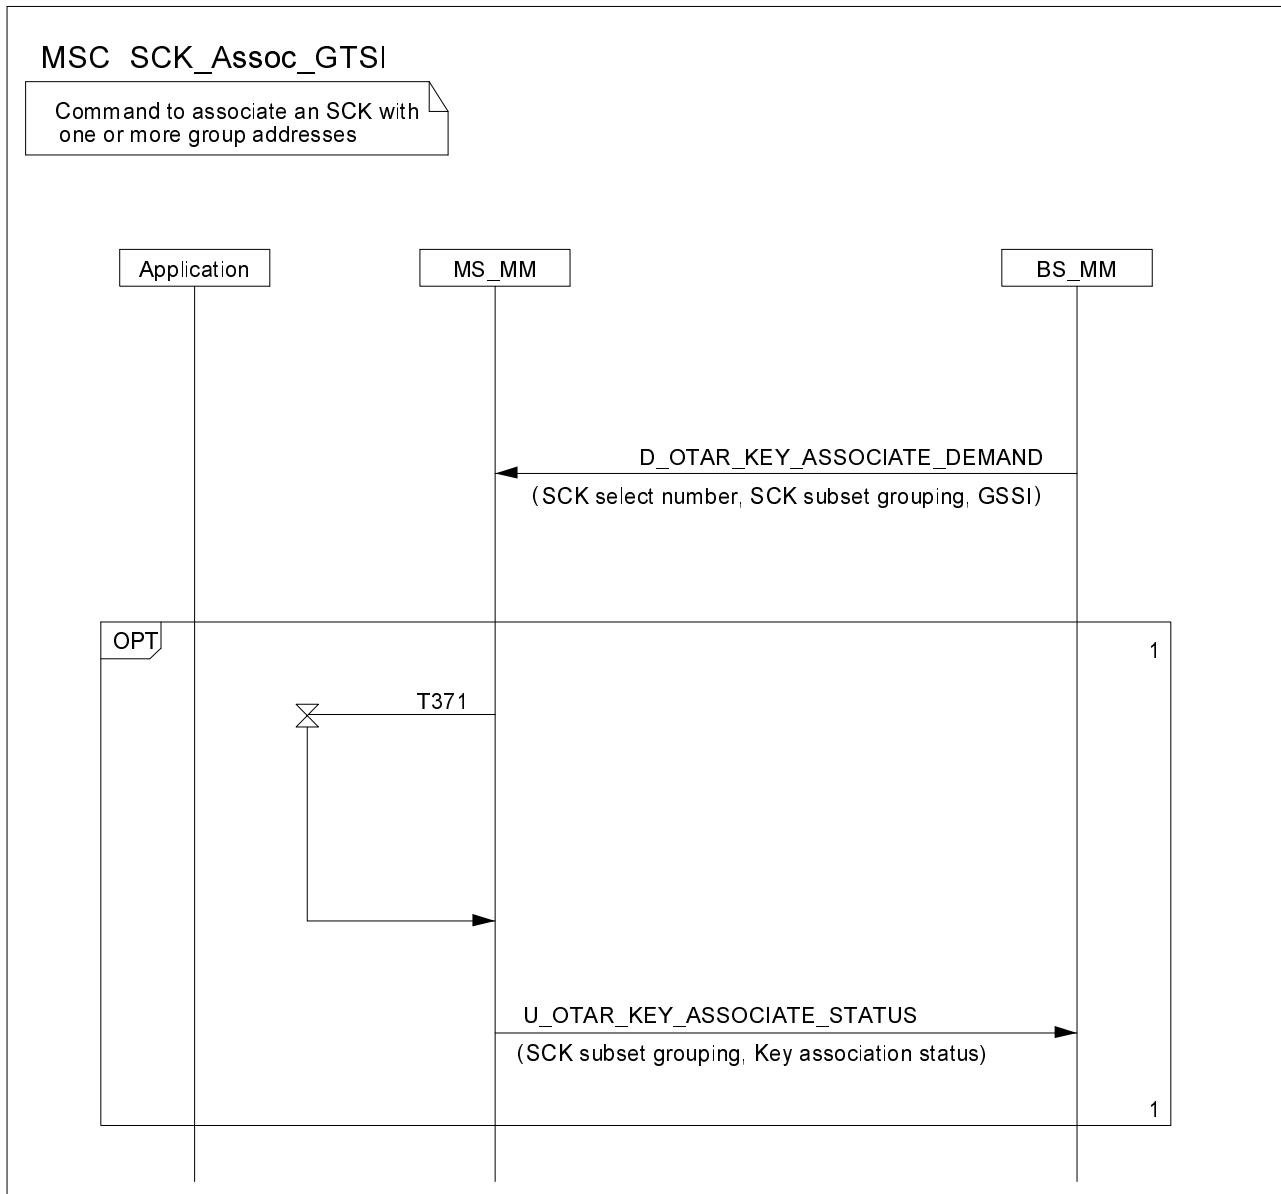 MSC SCK_Assoc_GTSI
Command to associate an SCK with
one or more group addresses
Application
MS_MM
BS_MM
D_OTAR_KEY_ASSOCIATE_DEMAND
(SCK select number, SCK subset grouping, GSSI)
OPT
1
T371
U_OTAR_KEY_ASSOCIATE_STATUS
(SCK subset grouping, Key association status)
1